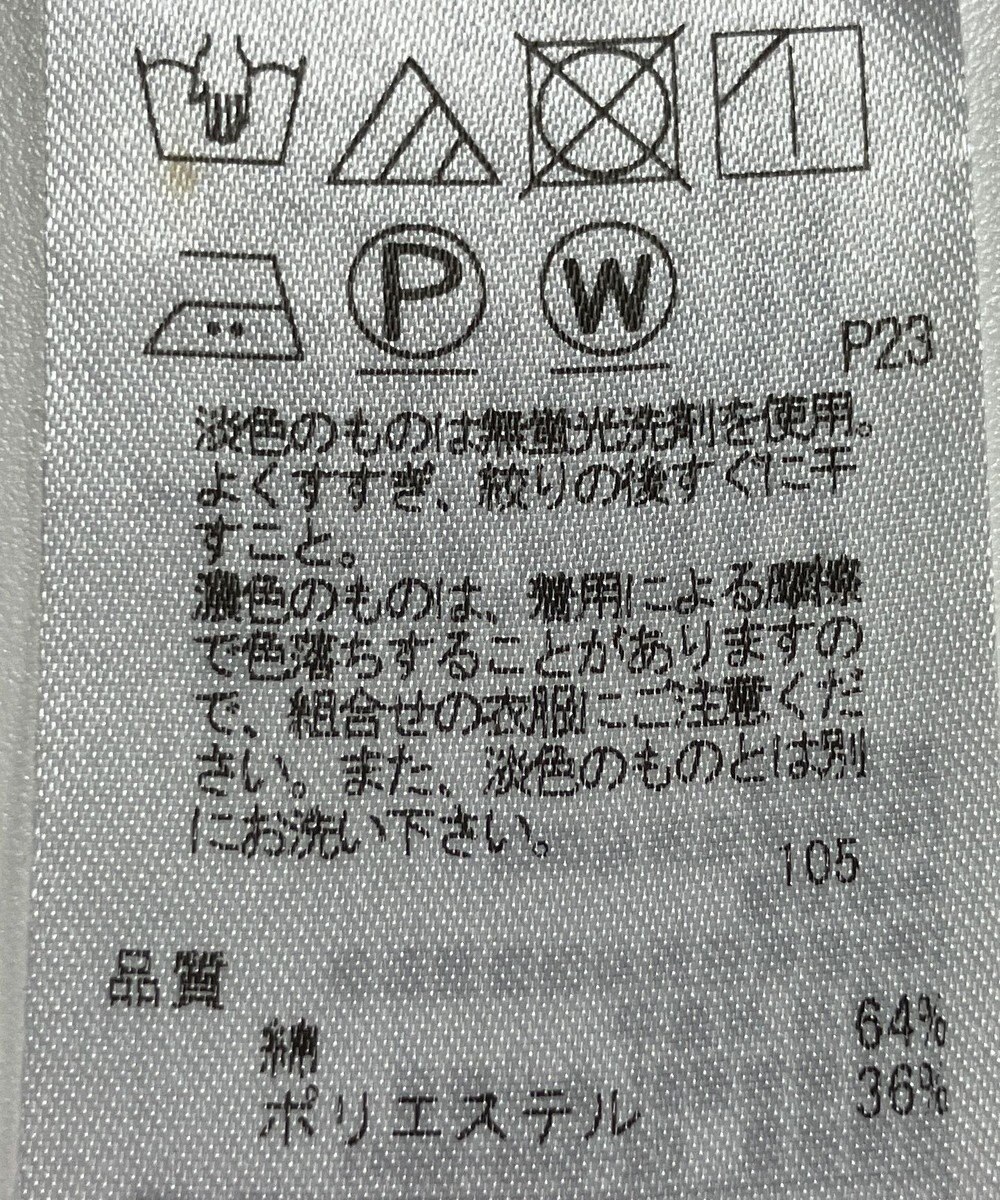 P
W
P23
淡色のものは無蛍光洗剤を使用。
よくすすぎ、絞りの後すぐに干
すこと。
濃色のものは、着用による摩擦
で色落ちすることがありますの
で、組合せの衣服にご注意くだ
さい。また、淡色のものとは別
にお洗い下さい。
105
品質
綿 64%
ポリエステル 36%